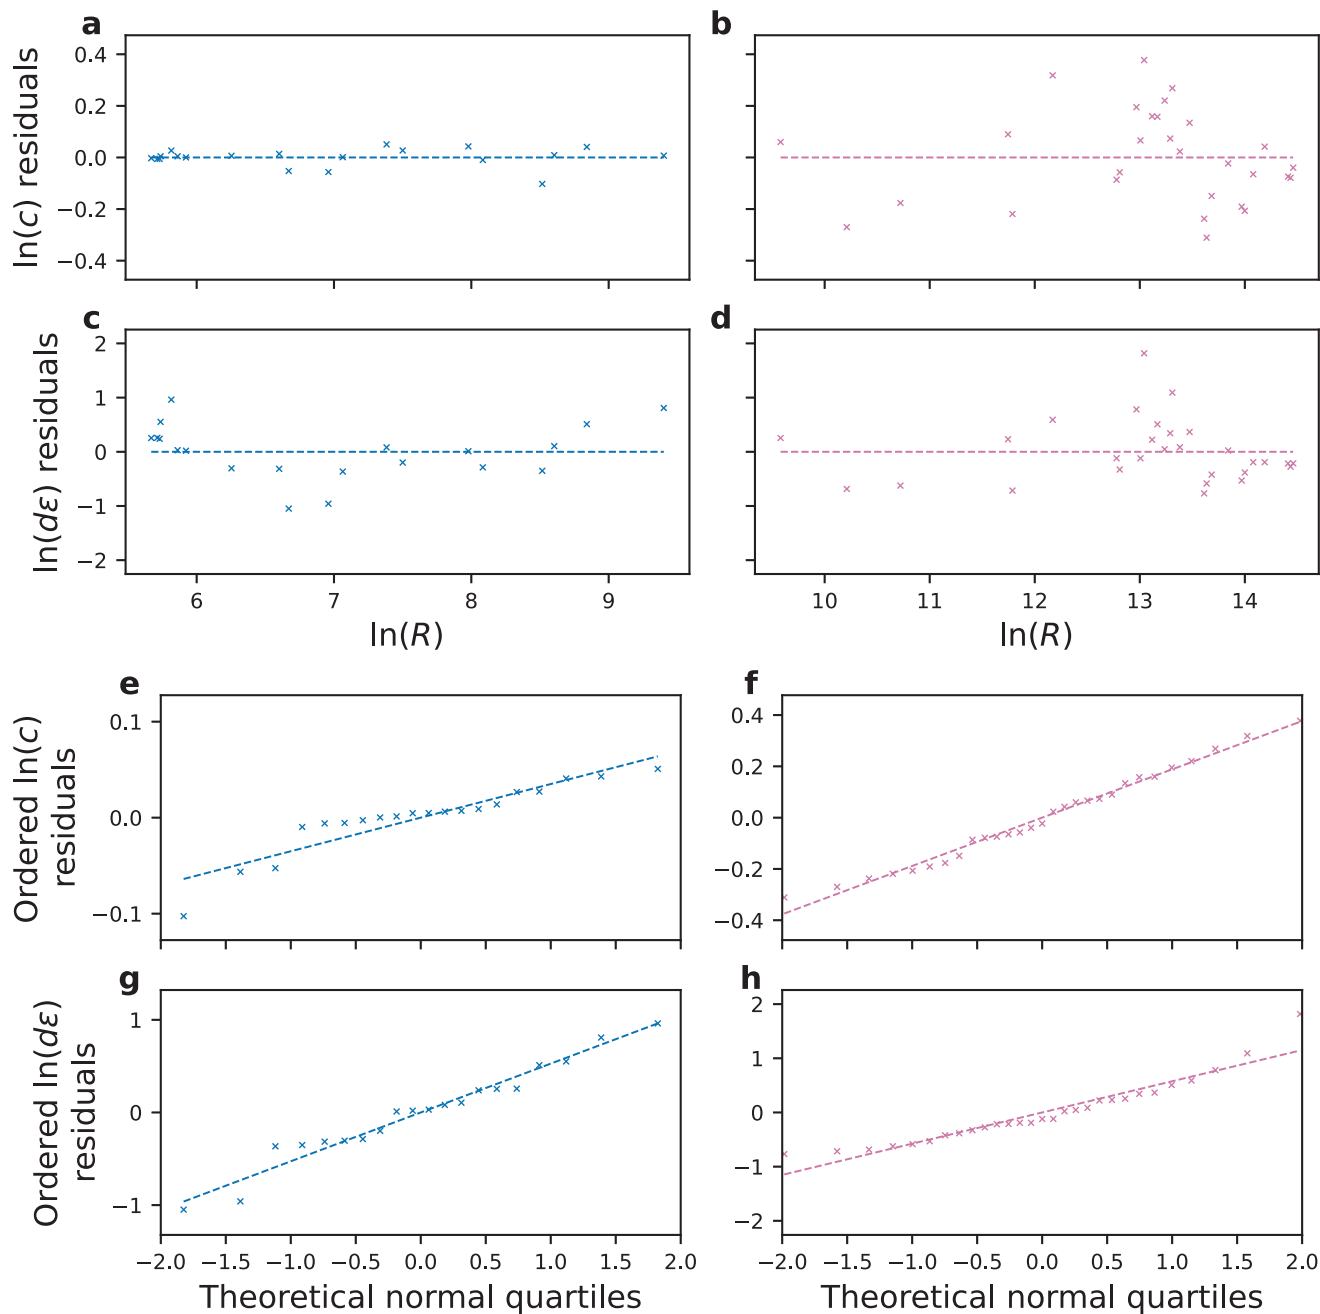 a
b
0.4
0.2
0.0
−0.2
−0.4
ln(c) residuals
c
d
2
1
0
−1
−2
ln(dε) residuals
6 7 8 9
10 11 12 13 14
ln(R)
ln(R)
e
f
0.1
0.0
−0.1
Ordered ln(c)
residuals
0.4
0.2
0.0
−0.2
−0.4
g
h
1
0
−1
Ordered ln(dε)
residuals
2
1
0
−1
−2
−2.0 −1.5 −1.0 −0.5 0.0 0.5 1.0 1.5 2.0
−2.0 −1.5 −1.0 −0.5 0.0 0.5 1.0 1.5 2.0
Theoretical normal quartiles
Theoretical normal quartiles